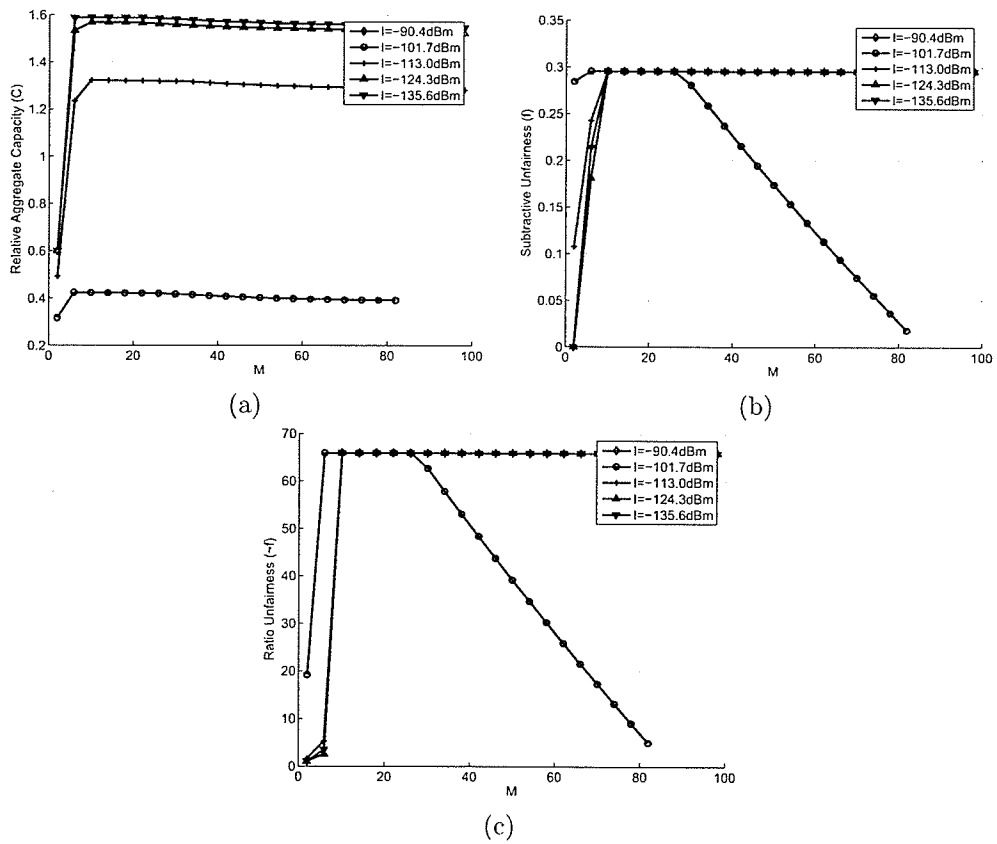 1.6
1.4
1.2
1
0.8
0.6
0.4
0.2
0
20
40
60
80
100
Relative Aggregate Capacity (C)
M
I=−90.4dBm
I=−101.7dBm
I=−113.0dBm
I=−124.3dBm
I=−135.6dBm
(a)
0.35
0.3
0.25
0.2
0.15
0.1
0.05
0
0
20
40
60
80
100
Subtractive Unfairness (f)
M
I=−90.4dBm
I=−101.7dBm
I=−113.0dBm
I=−124.3dBm
I=−135.6dBm
(b)
70
60
50
40
30
20
10
0
0
20
40
60
80
100
Ratio Unfairness (~f)
M
I=−90.4dBm
I=−101.7dBm
I=−113.0dBm
I=−124.3dBm
I=−135.6dBm
(c)